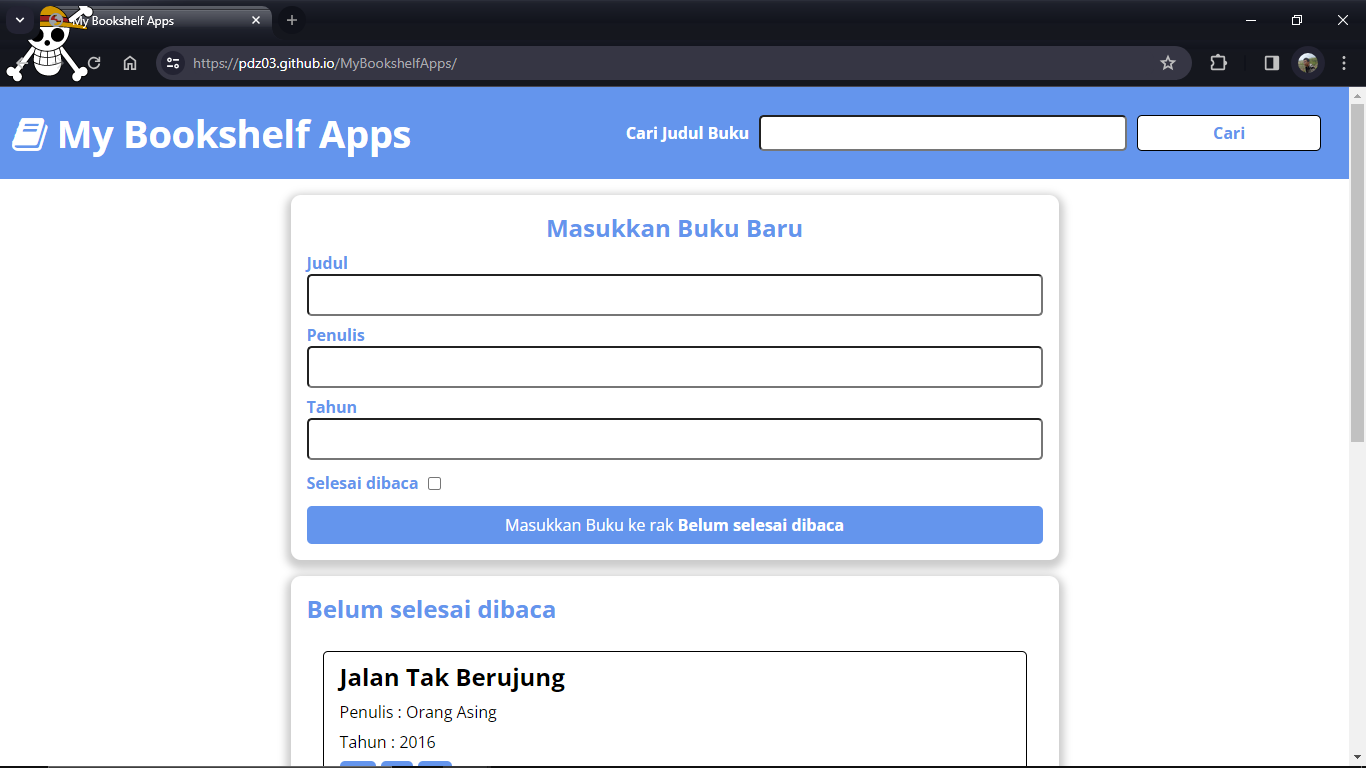 My Bookshelf Apps
https://pdz03.github.io/MyBookshelfApps/
My Bookshelf Apps
Cari Judul Buku
Cari
Masukkan Buku Baru
Judul
Penulis
Tahun
Selesai dibaca
Masukkan Buku ke rak Belum selesai dibaca
Belum selesai dibaca
Jalan Tak Berujung
Penulis : Orang Asing
Tahun : 2016